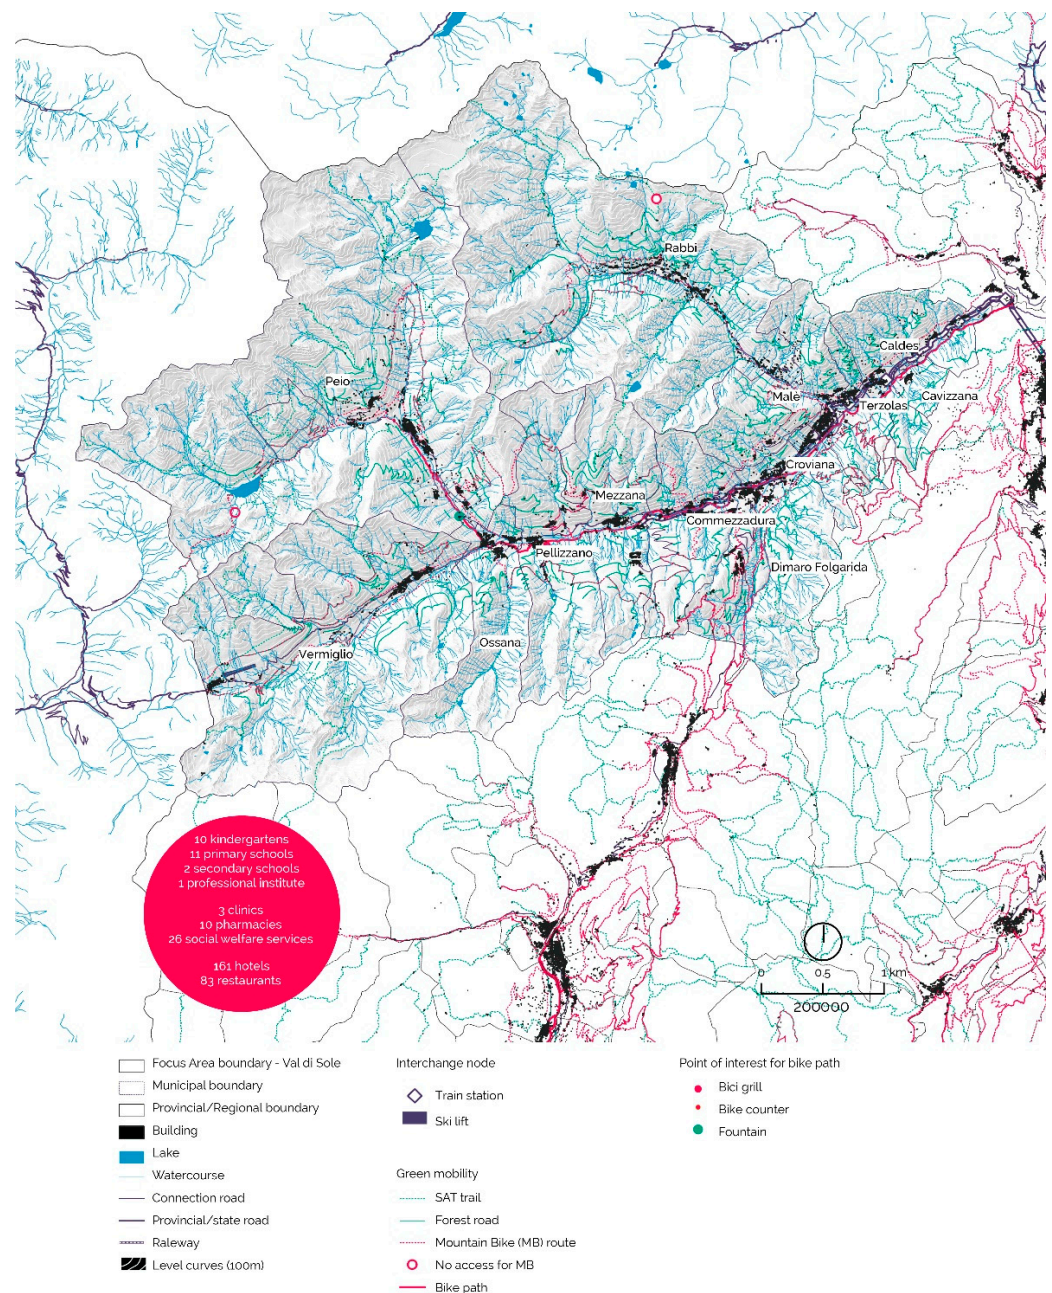 Rabbi
Caldes
Peio
Malè
Cavizzana
Terzolas
Croviana
Mezzana
Commezzadura
Pellizzano
Dimaro Folgarida
Ossana
Vermiglio
10 kindergartens
11 primary schools
2 secondary schools
1 professional institute
3 clinics
10 pharmacies
26 social welfare services
161 hotels
83 restaurants
0 0.5 1 km
200000
Focus Area boundary - Val di Sole
Municipal boundary
Provincial/Regional boundary
Building
Lake
Watercourse
Connection road
Provincial/state road
Raleway
Level curves (100m)
Interchange node
Train station
Ski lift
Green mobility
SAT trail
Forest road
Mountain Bike (MB) route
No access for MB
Bike path
Point of interest for bike path
Bici grill
Bike counter
Fountain